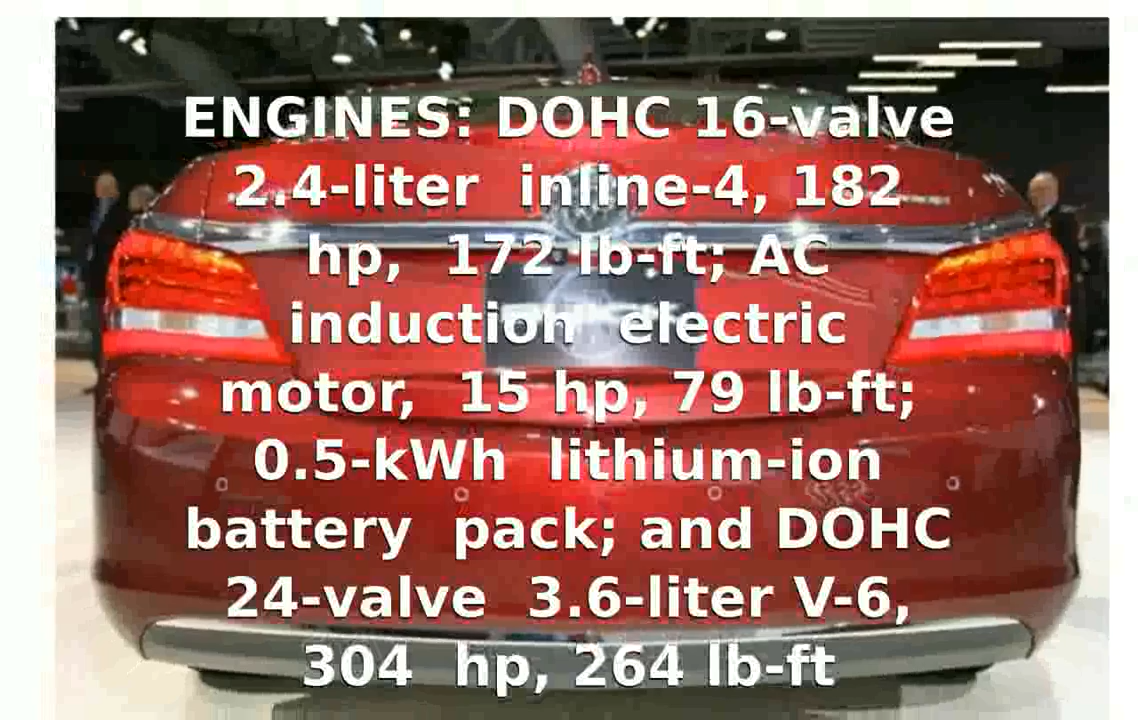 ENGINES: DOHC 16-valve
2.4-liter inline-4, 182
hp, 172 lb-ft; AC
induction electric
motor, 15 hp, 79 lb-ft;
0.5-kWh lithium-ion
battery pack; and DOHC
24-valve 3.6-liter V-6,
304 hp, 264 lb-ft